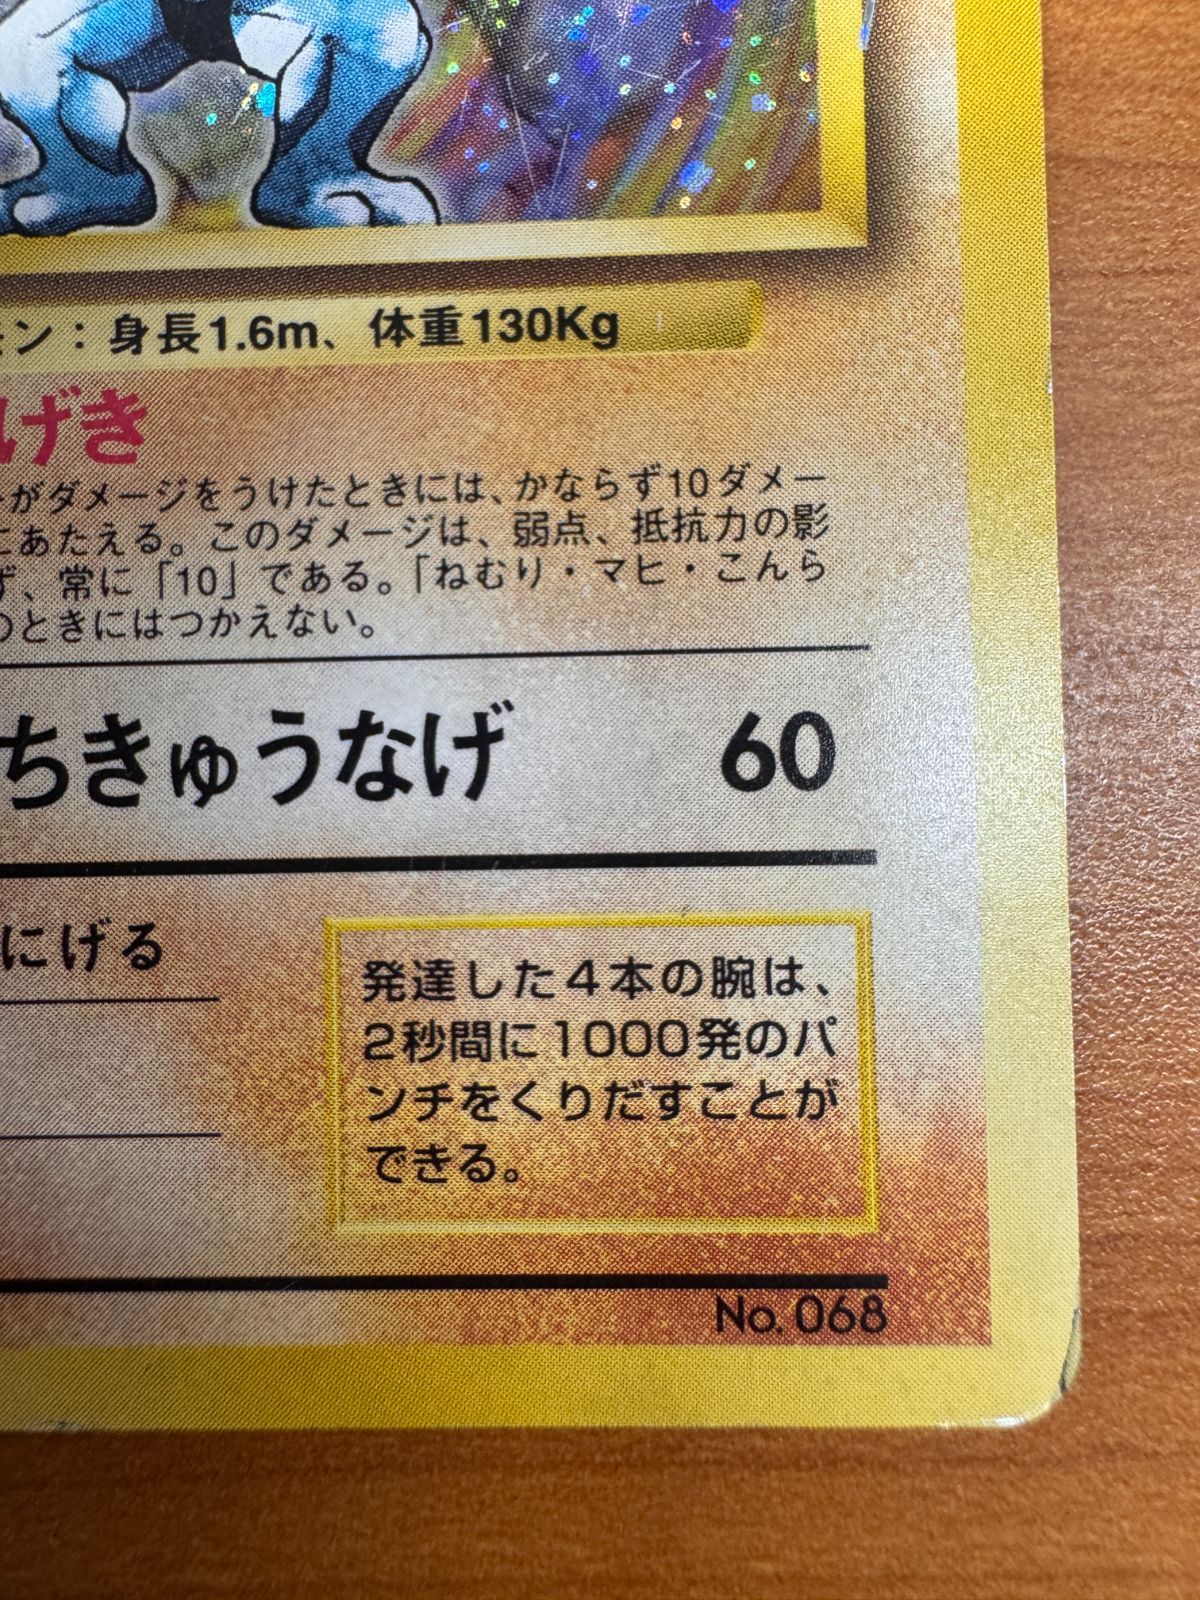 モン：身長1.6m、体重130Kg
げき
がダメージをうけたときには、かならず10ダメー
にあたえる。このダメージは、弱点、抵抗力の影
ず、常に「10」である。「ねむり・マヒ・こんら
のときにはつかえない。
ちきゅうなげ 60
にげる
発達した4本の腕は、
2秒間に1000発のパ
ンチをくりだすことが
できる。
No. 068